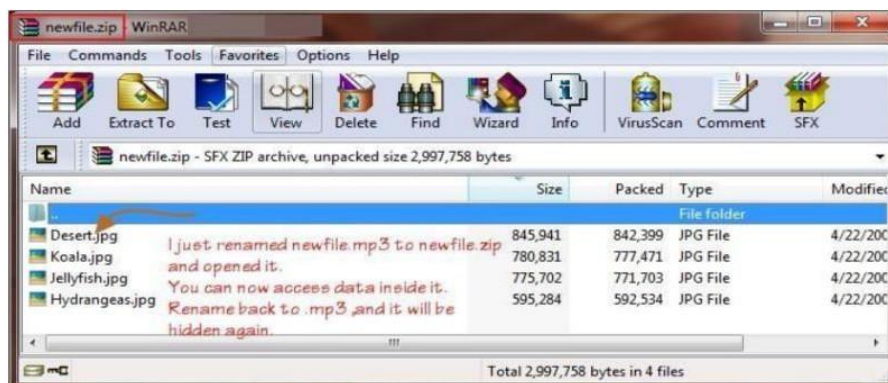 newfile.zip - WinRAR
File Commands Tools Favorites Options Help
Add Extract To Test View Delete Find Wizard Info VirusScan Comment SFX
newfile.zip - SFX ZIP archive, unpacked size 2,997,758 bytes
Name Size Packed Type Modified
.. File folder
Desert.jpg 845,941 842,399 JPG File 4/22/200
Koala.jpg 780,831 777,471 JPG File 4/22/200
Jellyfish.jpg 775,702 771,703 JPG File 4/22/200
Hydrangeas.jpg 595,284 592,534 JPG File 4/22/200
I just renamed newfile.mp3 to newfile.zip
and opened it.
You can now access data inside it.
Rename back to .mp3 ,and it will be
hidden again.
Total 2,997,758 bytes in 4 files